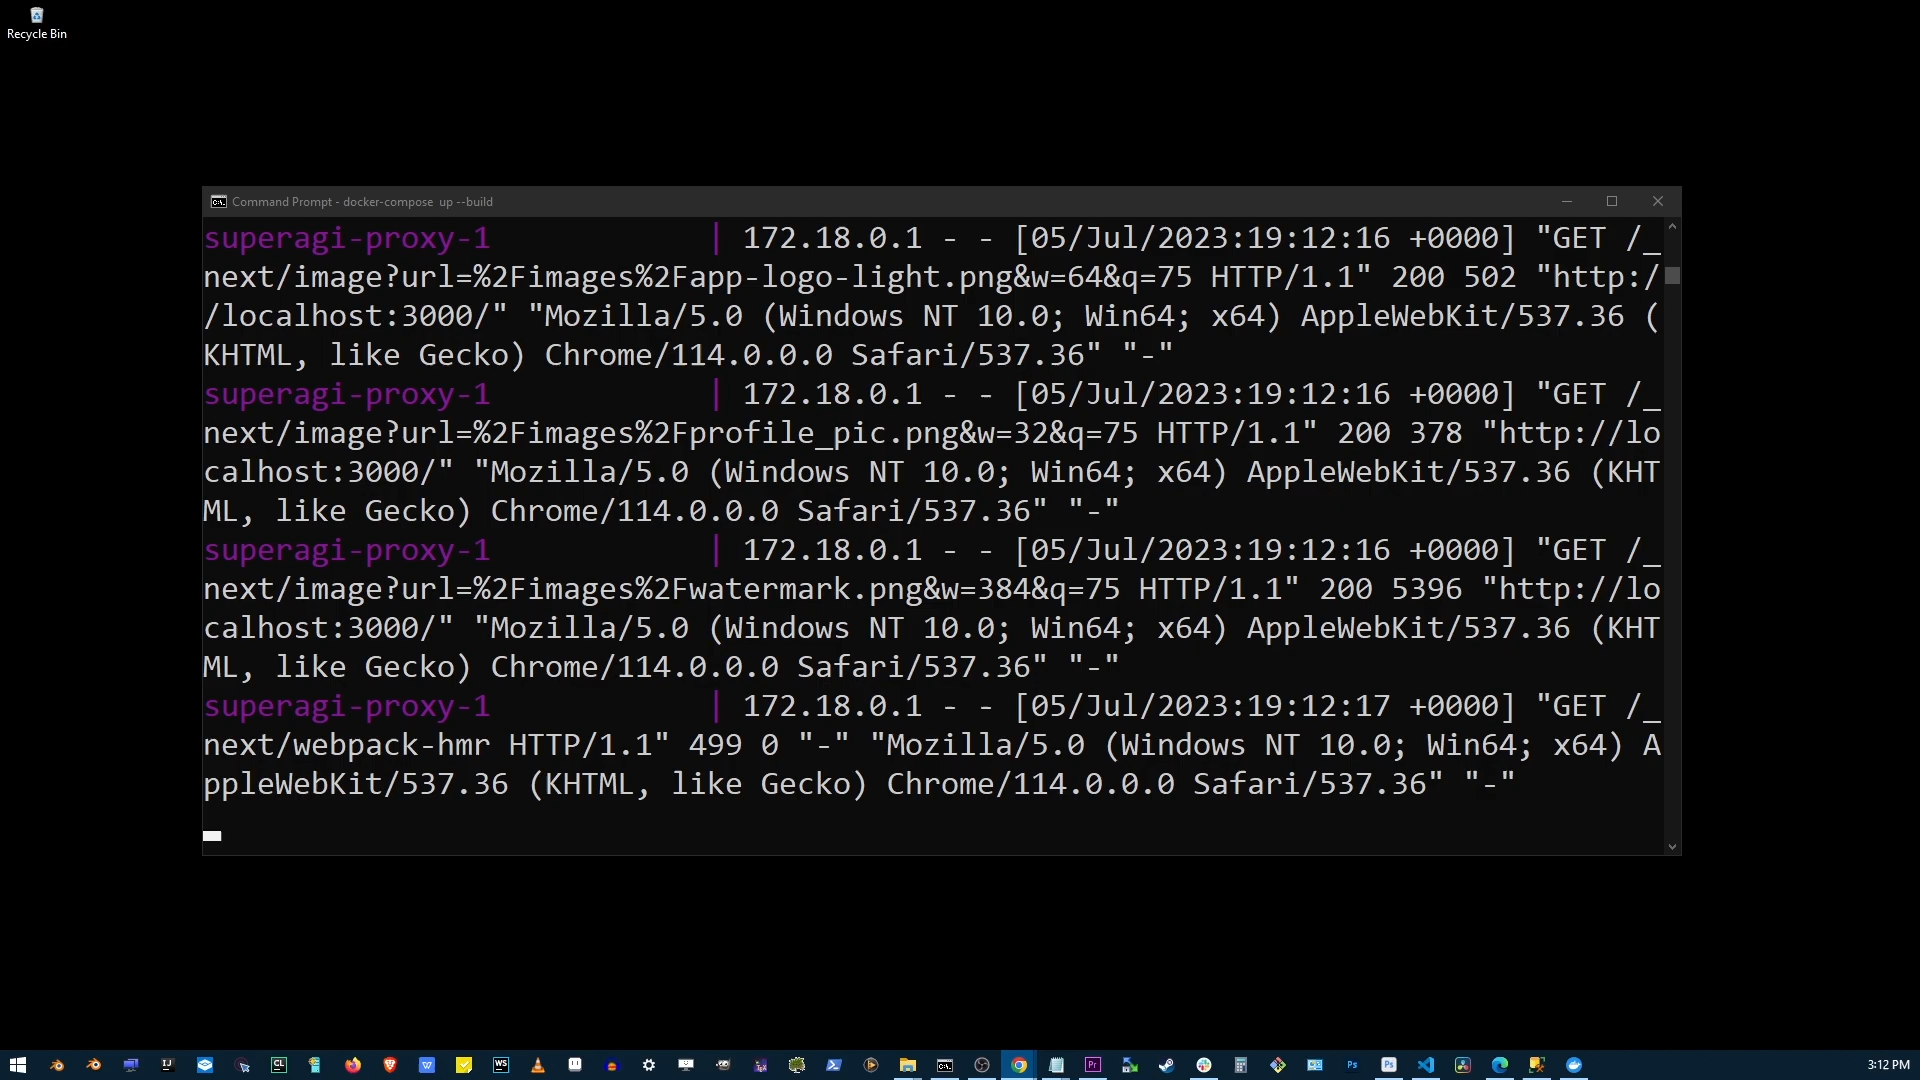 Recycle Bin
Command Prompt - docker-compose  up --build
superagi-proxy-1            | 172.18.0.1 - - [05/Jul/2023:19:12:16 +0000] "GET /_
next/image?url=%2Fimages%2Fapp-logo-light.png&w=64&q=75 HTTP/1.1" 200 502 "http:/
/localhost:3000/" "Mozilla/5.0 (Windows NT 10.0; Win64; x64) AppleWebKit/537.36 (
KHTML, like Gecko) Chrome/114.0.0.0 Safari/537.36" "-"
superagi-proxy-1            | 172.18.0.1 - - [05/Jul/2023:19:12:16 +0000] "GET /_
next/image?url=%2Fimages%2Fprofile_pic.png&w=32&q=75 HTTP/1.1" 200 378 "http://lo
calhost:3000/" "Mozilla/5.0 (Windows NT 10.0; Win64; x64) AppleWebKit/537.36 (KHT
ML, like Gecko) Chrome/114.0.0.0 Safari/537.36" "-"
superagi-proxy-1            | 172.18.0.1 - - [05/Jul/2023:19:12:16 +0000] "GET /_
next/image?url=%2Fimages%2Fwatermark.png&w=384&q=75 HTTP/1.1" 200 5396 "http://lo
calhost:3000/" "Mozilla/5.0 (Windows NT 10.0; Win64; x64) AppleWebKit/537.36 (KHT
ML, like Gecko) Chrome/114.0.0.0 Safari/537.36" "-"
superagi-proxy-1            | 172.18.0.1 - - [05/Jul/2023:19:12:17 +0000] "GET /_
next/webpack-hmr HTTP/1.1" 499 0 "-" "Mozilla/5.0 (Windows NT 10.0; Win64; x64) A
ppleWebKit/537.36 (KHTML, like Gecko) Chrome/114.0.0.0 Safari/537.36" "-"
3:12 PM